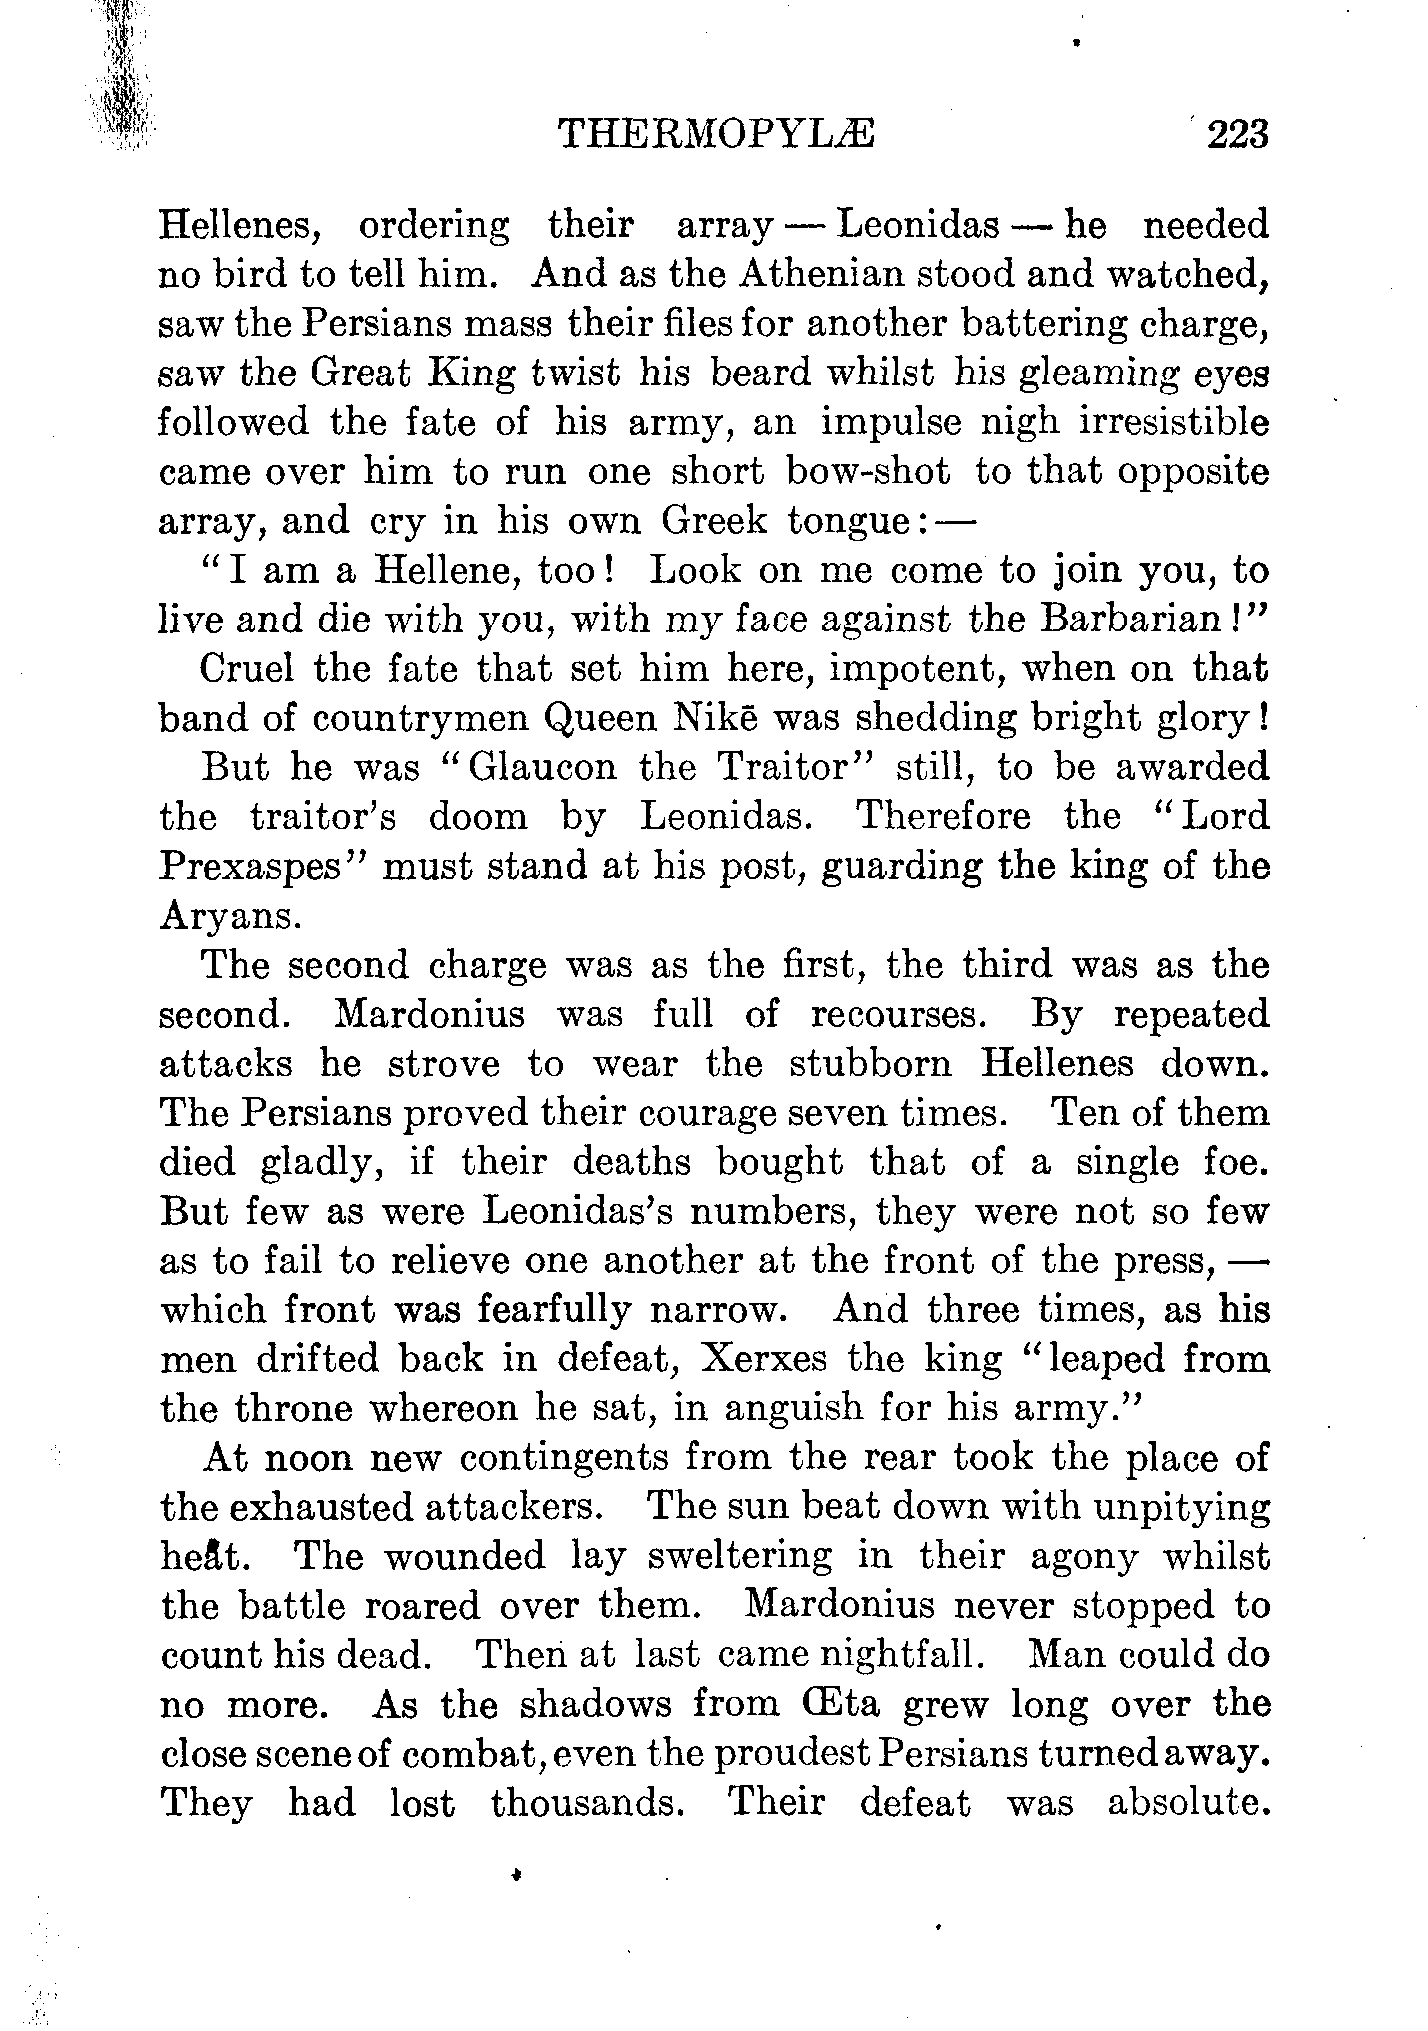 THERMOPYLÆ 223
Hellenes, ordering their array — Leonidas — he needed
no bird to tell him. And as the Athenian stood and watched,
saw the Persians mass their files for another battering charge,
saw the Great King twist his beard whilst his gleaming eyes
followed the fate of his army, an impulse nigh irresistible
came over him to run one short bow-shot to that opposite
array, and cry in his own Greek tongue: —
“I am a Hellene, too! Look on me come to join you, to
live and die with you, with my face against the Barbarian!”
Cruel the fate that set him here, impotent, when on that
band of countrymen Queen Nikē was shedding bright glory!
But he was “Glaucon the Traitor” still, to be awarded
the traitor’s doom by Leonidas. Therefore the “Lord
Prexaspes” must stand at his post, guarding the king of the
Aryans.
The second charge was as the first, the third was as the
second. Mardonius was full of recourses. By repeated
attacks he strove to wear the stubborn Hellenes down.
The Persians proved their courage seven times. Ten of them
died gladly, if their deaths bought that of a single foe.
But few as were Leonidas’s numbers, they were not so few
as to fail to relieve one another at the front of the press, —
which front was fearfully narrow. And three times, as his
men drifted back in defeat, Xerxes the king “leaped from
the throne whereon he sat, in anguish for his army.”
At noon new contingents from the rear took the place of
the exhausted attackers. The sun beat down with unpitying
heat. The wounded lay sweltering in their agony whilst
the battle roared over them. Mardonius never stopped to
count his dead. Then at last came nightfall. Man could do
no more. As the shadows from Œta grew long over the
close scene of combat, even the proudest Persians turned away.
They had lost thousands. Their defeat was absolute.